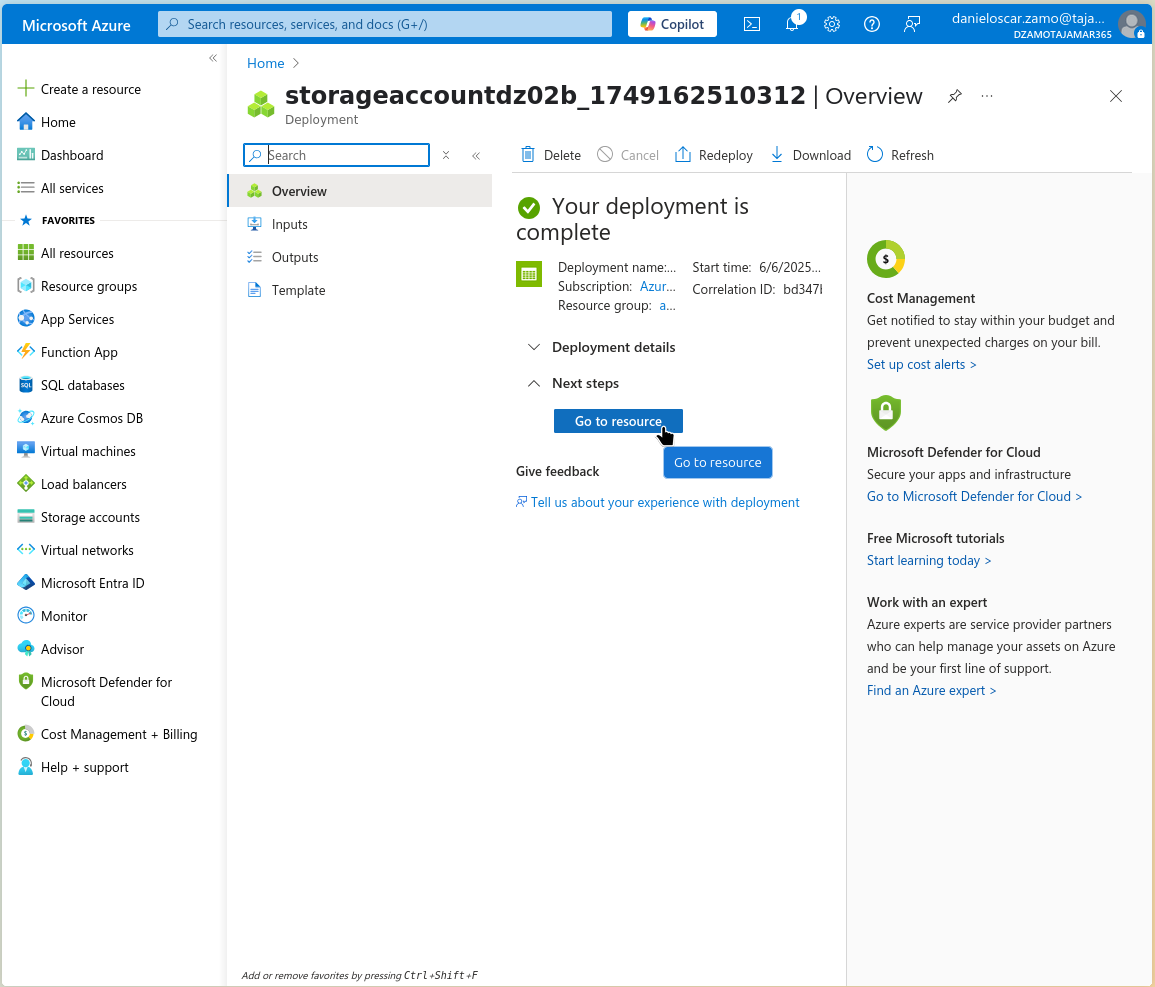 Microsoft Azure
Search resources, services, and docs (G+/)
Copilot
1
danieloscar.zamo@taja...
DZAMOTAJAMAR365
Create a resource
Home
Dashboard
All services
FAVORITES
All resources
Resource groups
App Services
Function App
SQL databases
Azure Cosmos DB
Virtual machines
Load balancers
Storage accounts
Virtual networks
Microsoft Entra ID
Monitor
Advisor
Microsoft Defender for
Cloud
Cost Management + Billing
Help + support
Home >
storageaccountdz02b_1749162510312 | Overview
Deployment
Search
Overview
Inputs
Outputs
Template
Add or remove favorites by pressing Ctrl+Shift+F
Delete
Cancel
Redeploy
Download
Refresh
Your deployment is
complete
Deployment name:...
Subscription: Azur...
Resource group: a...
Start time: 6/6/2025...
Correlation ID: bd347
Deployment details
Next steps
Go to resource
Go to resource
Give feedback
Tell us about your experience with deployment
$
Cost Management
Get notified to stay within your budget and
prevent unexpected charges on your bill.
Set up cost alerts >
Microsoft Defender for Cloud
Secure your apps and infrastructure
Go to Microsoft Defender for Cloud >
Free Microsoft tutorials
Start learning today >
Work with an expert
Azure experts are service provider partners
who can help manage your assets on Azure
and be your first line of support.
Find an Azure expert >